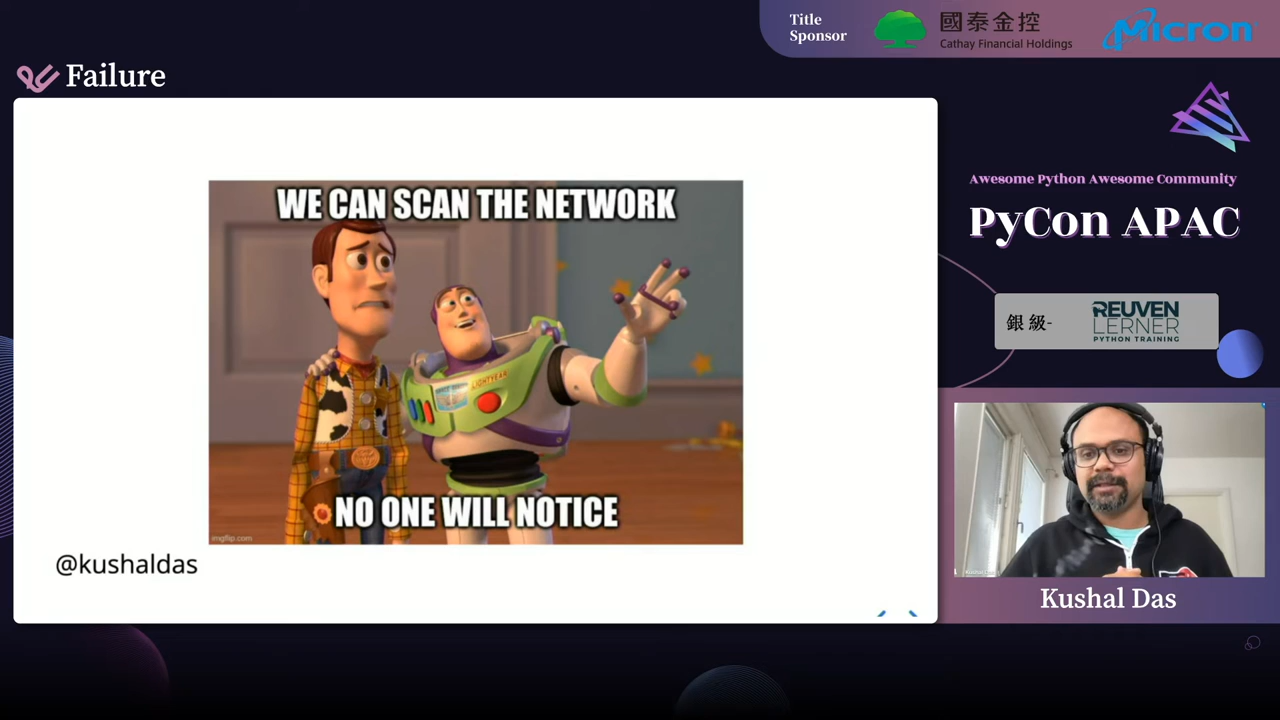 Title
Sponsor
國泰金控
Cathay Financial Holdings
Micron
Failure
WE CAN SCAN THE NETWORK
LIGHTYEAR
NO ONE WILL NOTICE
imgflip.com
@kushaldas
Awesome Python Awesome Community
PyCon APAC
銀級-
REUVEN
LERNER
PYTHON TRAINING
Kushal Das